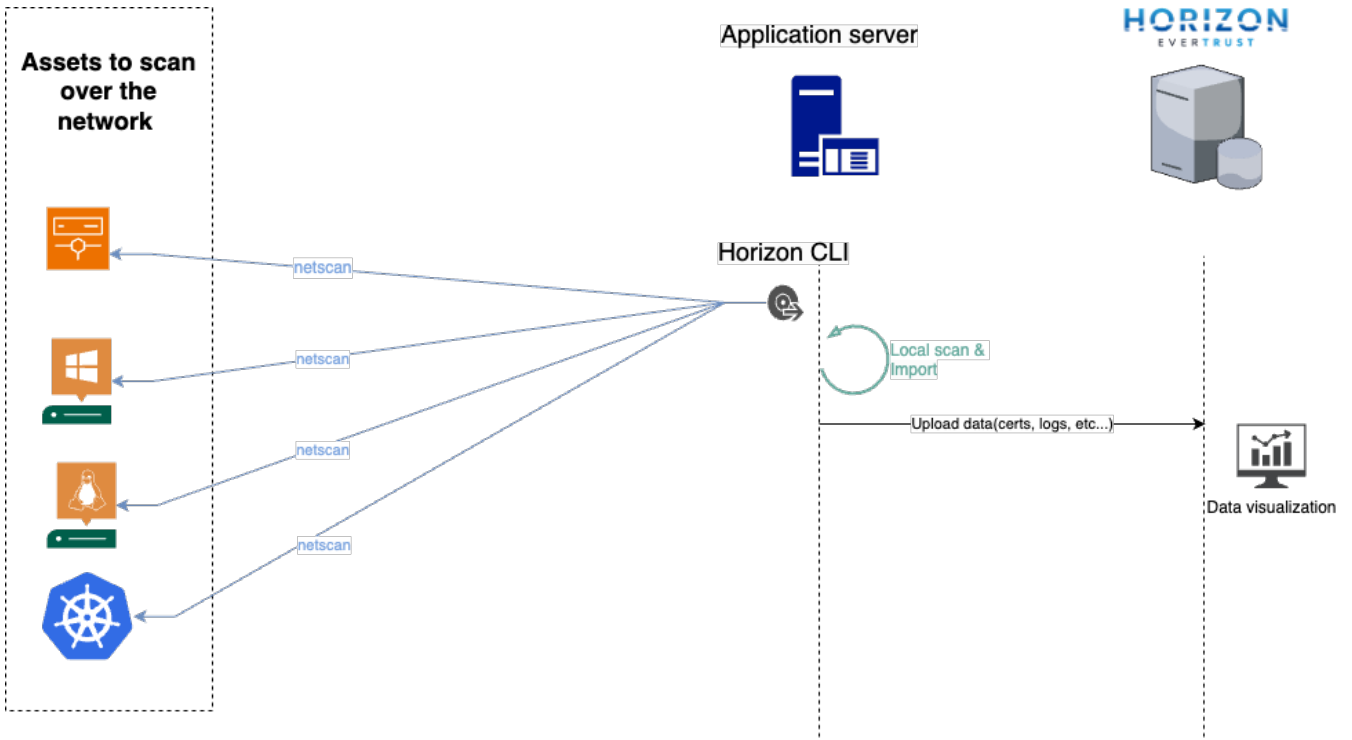 Assets to scan
over the
network
Application server
HORIZON
EVERTRUST
Horizon CLI
netscan
netscan
netscan
netscan
Local scan &
Import
Upload data(certs, logs, etc...)
Data visualization